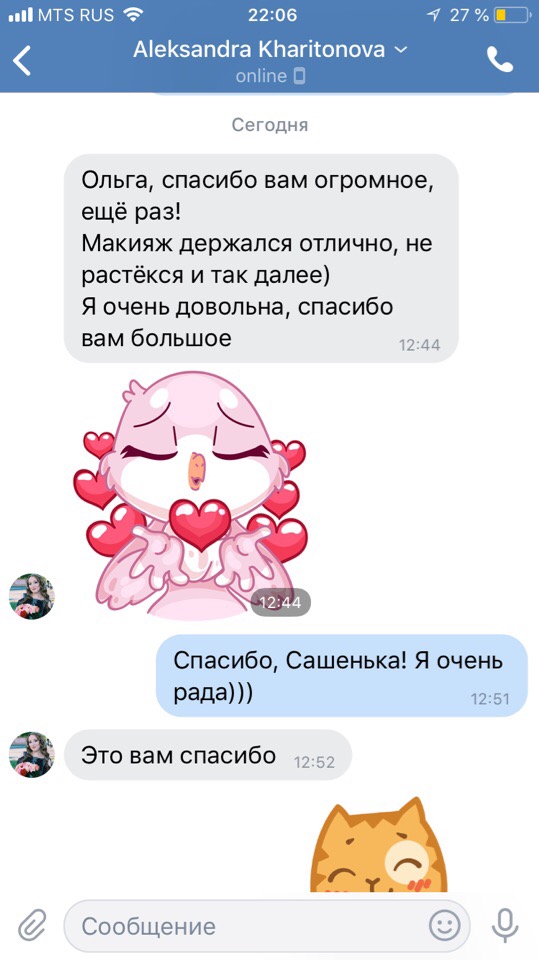 MTS RUS 22:06 27 %
Aleksandra Kharitonova
online
Сегодня
Ольга, спасибо вам огромное,
ещё раз!
Макияж держался отлично, не
растёкся и так далее)
Я очень довольна, спасибо
вам большое 12:44
12:44
Спасибо, Сашенька! Я очень
рада))) 12:51
Это вам спасибо 12:52
Сообщение